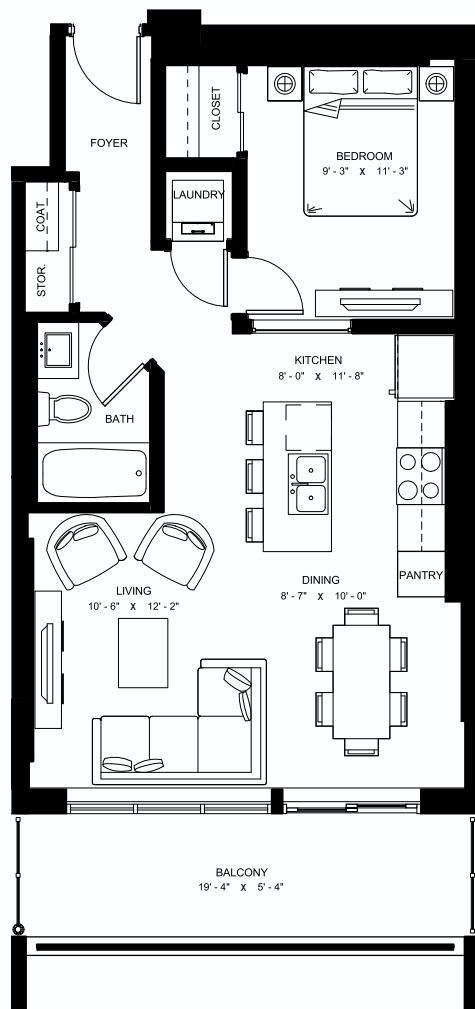 CLOSET
FOYER
BEDROOM
9' - 3" X 11' - 3"
LAUNDRY
COAT
STOR.
KITCHEN
8' - 0" X 11' - 8"
BATH
PANTRY
DINING
8' - 7" X 10' - 0"
LIVING
10' - 6" X 12' - 2"
BALCONY
19' - 4" X 5' - 4"